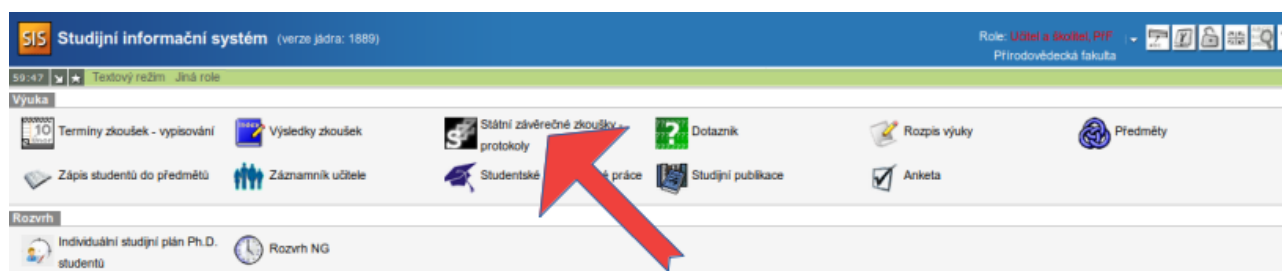 SIS Studijní informační systém (verze jádra: 1889)
Role: Učitel a školitel, PřF
Přírodovědecká fakulta
59:47 Textový režim Jiná role
Výuka
10 Termíny zkoušek - vypisování
Výsledky zkoušek
Státní závěrečné zkoušky -
protokoly
Dotazník
Rozpis výuky
Předměty
Zápis studentů do předmětů
Záznamník učitele
Studentské é práce
Studijní publikace
Anketa
Rozvrh
Individuální studijní plán Ph.D.
studentů
Rozvrh NG